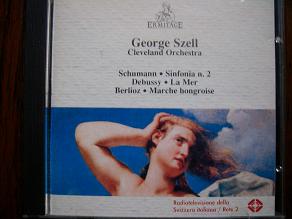 ERMITAGE
George Szell
Cleveland Orchestra
Schumann • Sinfonia n. 2
Debussy • La Mer
Berlioz • Marche hongroise
Radiotelevisione della
Svizzera italiana / Rete 2